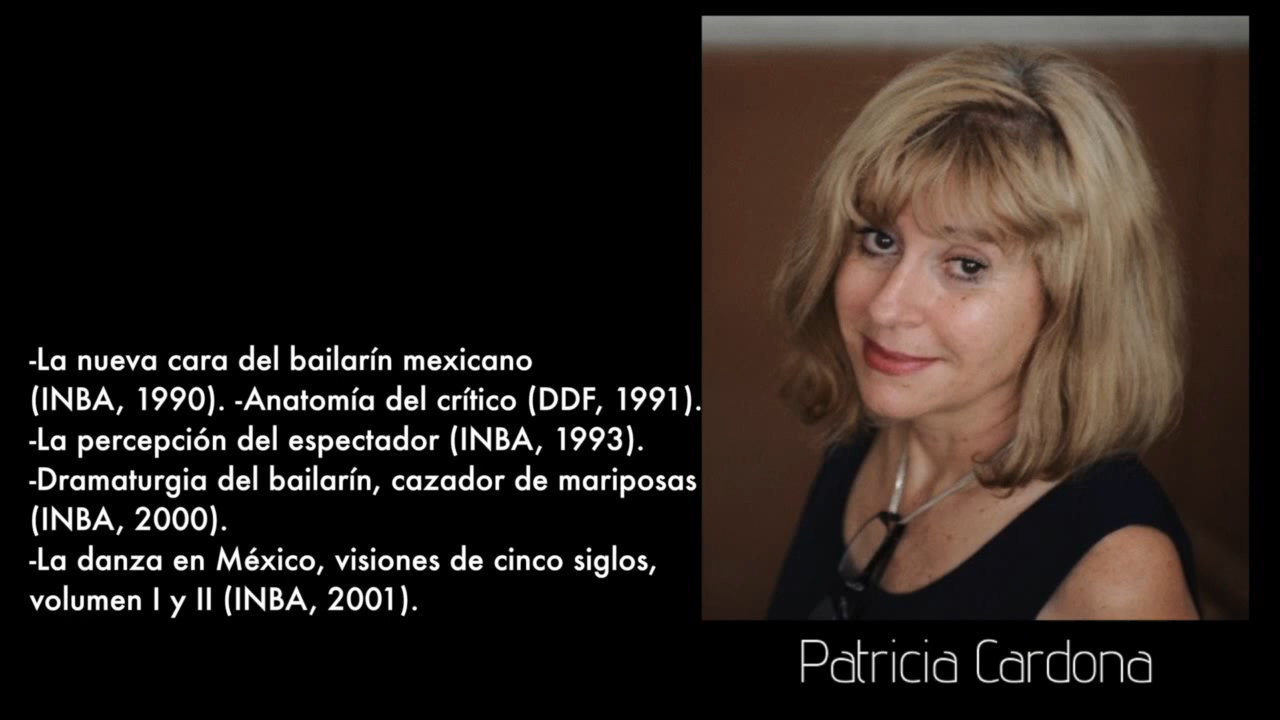 -La nueva cara del bailarín mexicano
(INBA, 1990). -Anatomía del crítico (DDF, 1991).
-La percepción del espectador (INBA, 1993).
-Dramaturgia del bailarín, cazador de mariposas
(INBA, 2000).
-La danza en México, visiones de cinco siglos,
volumen I y II (INBA, 2001).
Patricia Cardona